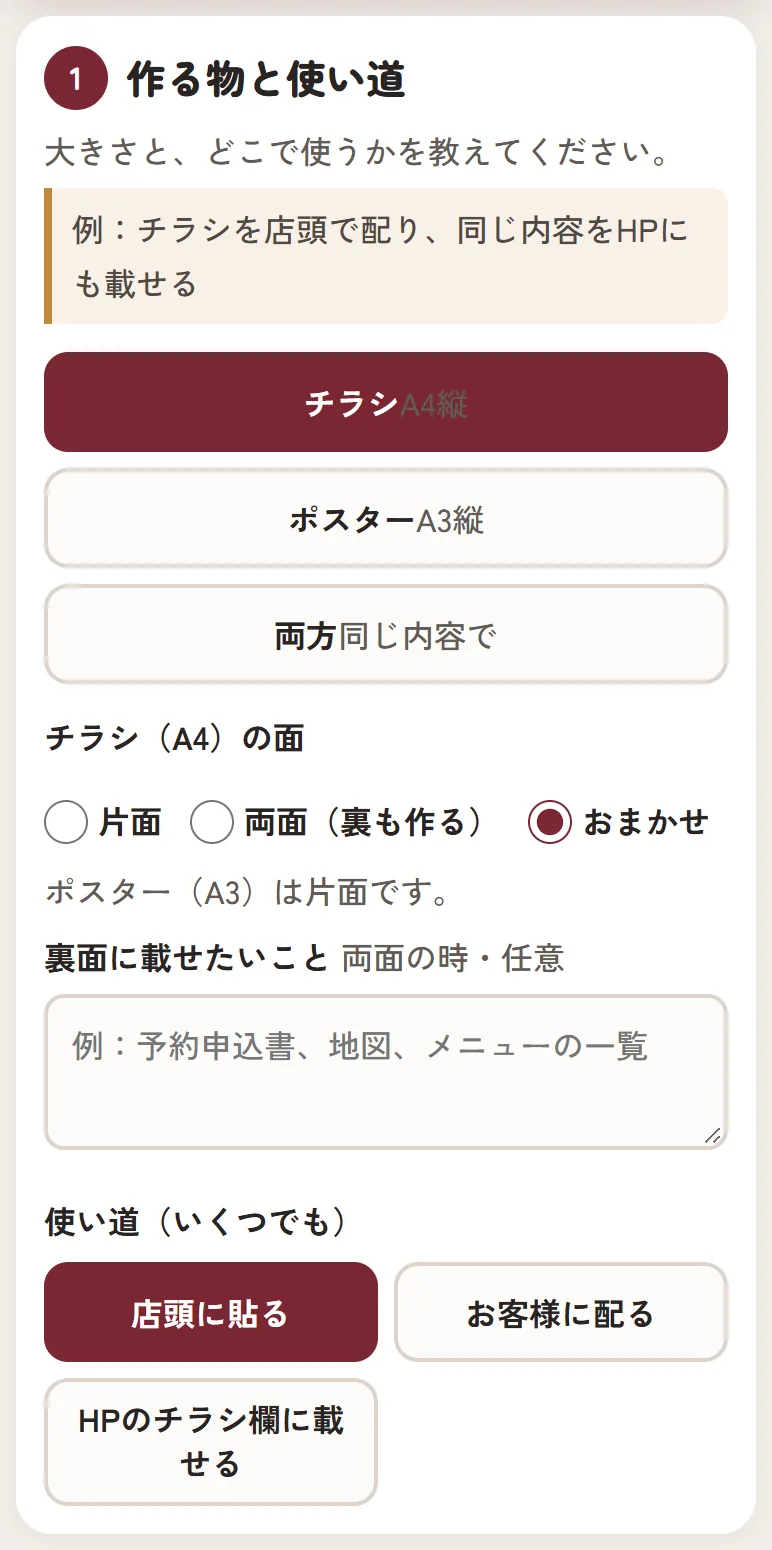 1 作る物と使い道
大きさと、どこで使うかを教えてください。
例：チラシを店頭で配り、同じ内容をHPに
も載せる
チラシA4縦
ポスターA3縦
両方同じ内容で
チラシ（A4）の面
片面 両面（裏も作る） おまかせ
ポスター（A3）は片面です。
裏面に載せたいこと 両面の時・任意
例：予約申込書、地図、メニューの一覧
使い道（いくつでも）
店頭に貼る お客様に配る
HPのチラシ欄に載
せる